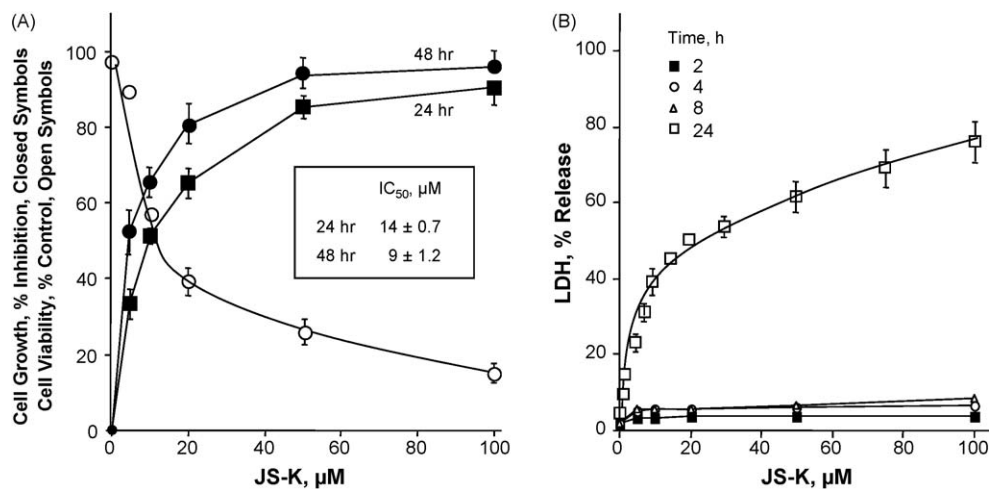 (A)
Cell Growth, % Inhibition, Closed Symbols
Cell Viability, % Control, Open Symbols
100
80
60
40
20
0
48 hr
24 hr
IC50, µM
24 hr 14 ± 0.7
48 hr 9 ± 1.2
0 20 40 60 80 100
JS-K, µM
(B)
LDH, % Release
100
80
60
40
20
0
Time, h
2
4
8
24
0 20 40 60 80 100
JS-K, µM